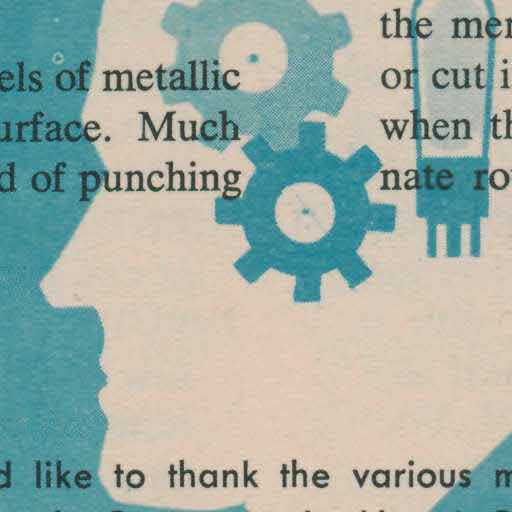 els of metallic
urface. Much
d of punching
the mer
or cut i
when th
nate ro
d like to thank the various m